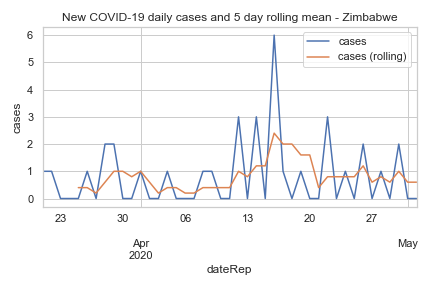 New COVID-19 daily cases and 5 day rolling mean - Zimbabwe
cases
cases (rolling)
6
5
4
3
2
1
0
cases
23
30
06
13
20
27
Apr
2020
May
dateRep